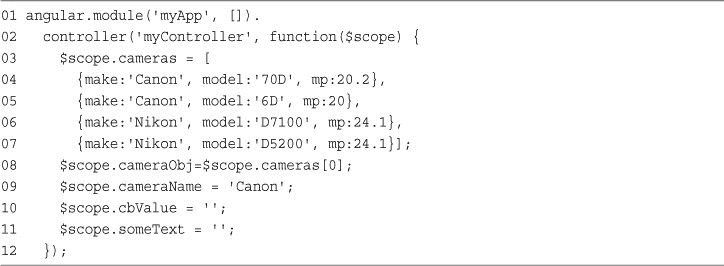 01 angular.module('myApp', []).
02   controller('myController', function($scope) {
03     $scope.cameras = [
04       {make:'Canon', model:'70D', mp:20.2},
05       {make:'Canon', model:'6D', mp:20},
06       {make:'Nikon', model:'D7100', mp:24.1},
07       {make:'Nikon', model:'D5200', mp:24.1}];
08     $scope.cameraObj=$scope.cameras[0];
09     $scope.cameraName = 'Canon';
10     $scope.cbValue = '';
11     $scope.someText = '';
12   });